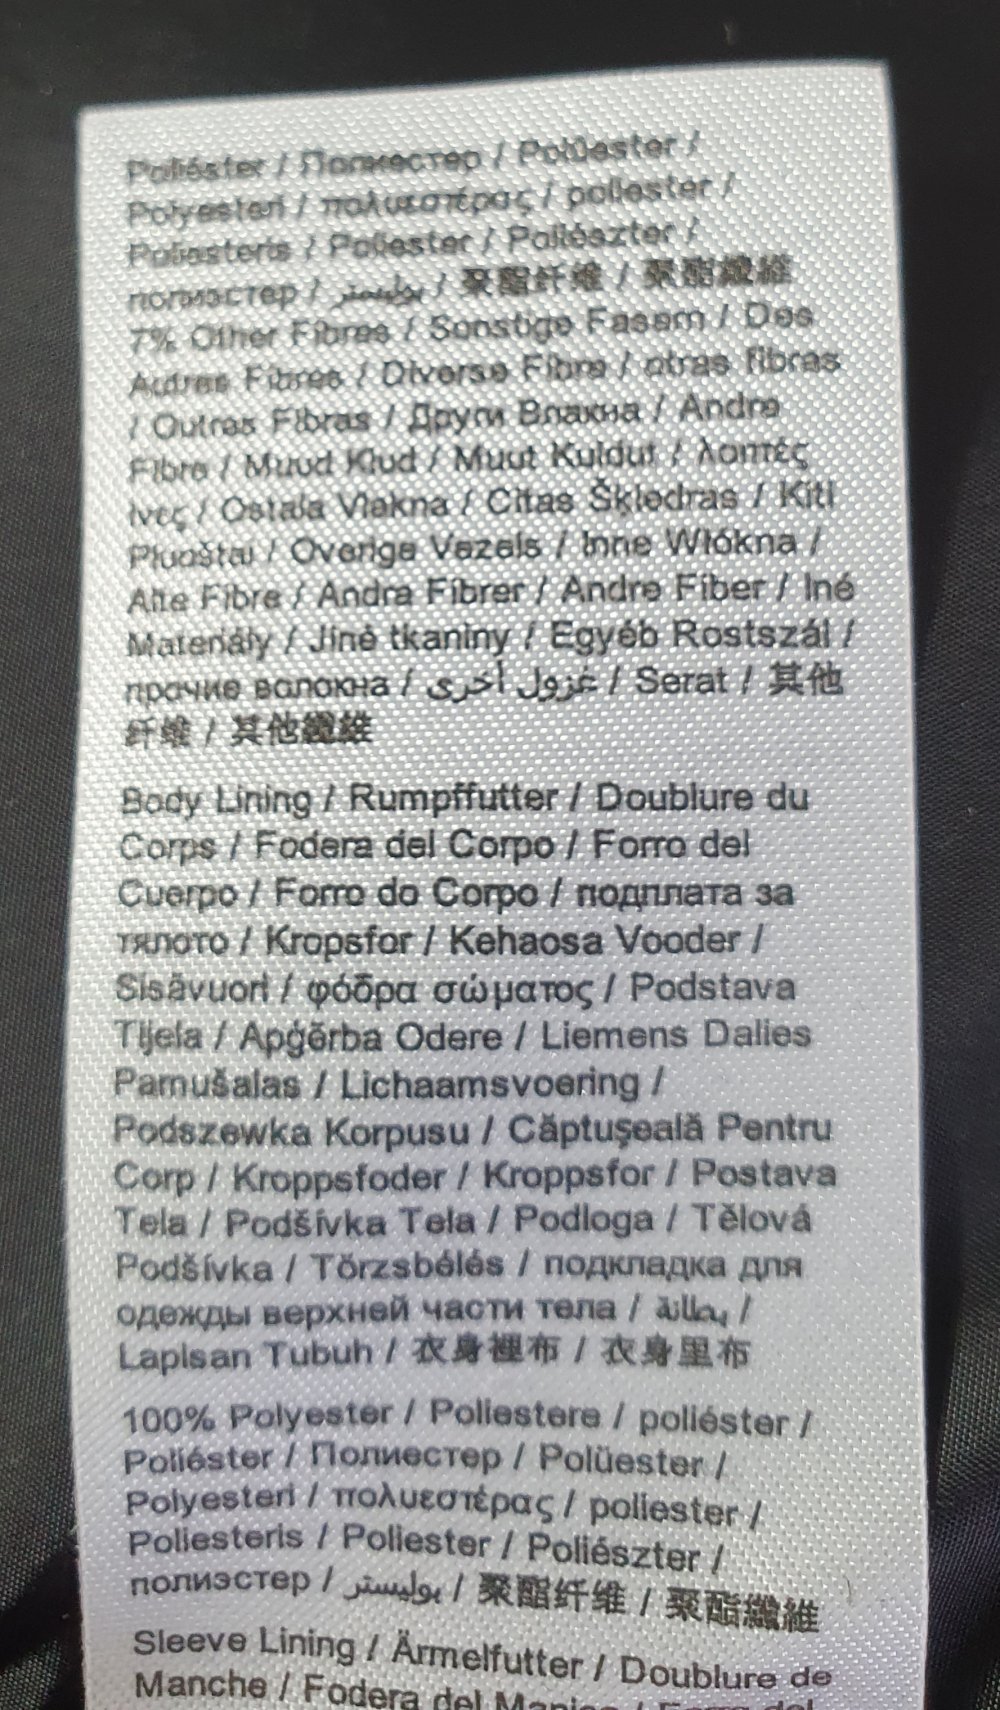 Poliéster / Полиестер / Polüester /
Polyesteri / πολυεστέρας / poliester /
Poliesteris / Poliester / Poliészter /
полиэстер / بوليستر / 聚酯纤维 / 聚酯纖維
7% Other Fibres / Sonstige Fasern / Des
Autres Fibres / Diverse Fibre / otras fibras
/ Outras Fibras / Други Влакна / Andre
Fibre / Muud Kiud / Muut Kuidut / λοιπές
ίνες / Ostala Vlakna / Citas Šķiedras / Kiti
Pluoštai / Overige Vezels / Inne Włókna /
Alte Fibre / Andra Fibrer / Andre Fiber / Iné
Materiály / Jiné tkaniny / Egyéb Rostszál /
прочие волокна / غزول أخرى / Serat / 其他
纤维 / 其他纖維
Body Lining / Rumpffutter / Doublure du
Corps / Fodera del Corpo / Forro del
Cuerpo / Forro do Corpo / подплата за
тялото / Kropsfor / Kehaosa Vooder /
Sisävuori / φόδρα σώματος / Podstava
Tijela / Apģērba Odere / Liemens Dalies
Pamušalas / Lichaamsvoering /
Podszewka Korpusu / Căptuşeală Pentru
Corp / Kroppsfoder / Kroppsfor / Postava
Tela / Podšívka Tela / Podloga / Tělová
Podšívka / Törzsbélés / подкладка для
одежды верхней части тела / بطانة /
Lapisan Tubuh / 衣身裡布 / 衣身里布
100% Polyester / Poliestere / poliéster /
Poliéster / Полиестер / Polüester /
Polyesteri / πολυεστέρας / poliester /
Poliesteris / Poliester / Poliészter /
полиэстер / بوليستر / 聚酯纤维 / 聚酯纖維
Sleeve Lining / Ärmelfutter / Doublure de
Manche / Fodera del